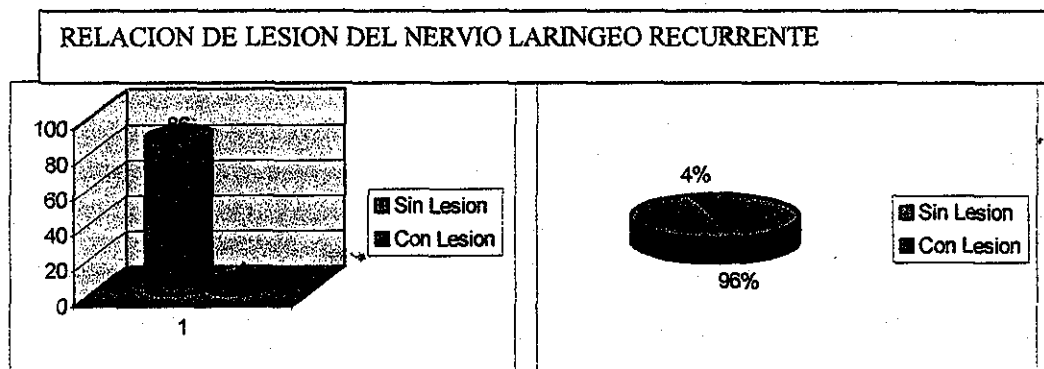 RELACION DE LESION DEL NERVIO LARINGEO RECURRENTE
100
80
60
40
20
0
1
Sin Lesion
Con Lesion
4%
96%
Sin Lesion
Con Lesion